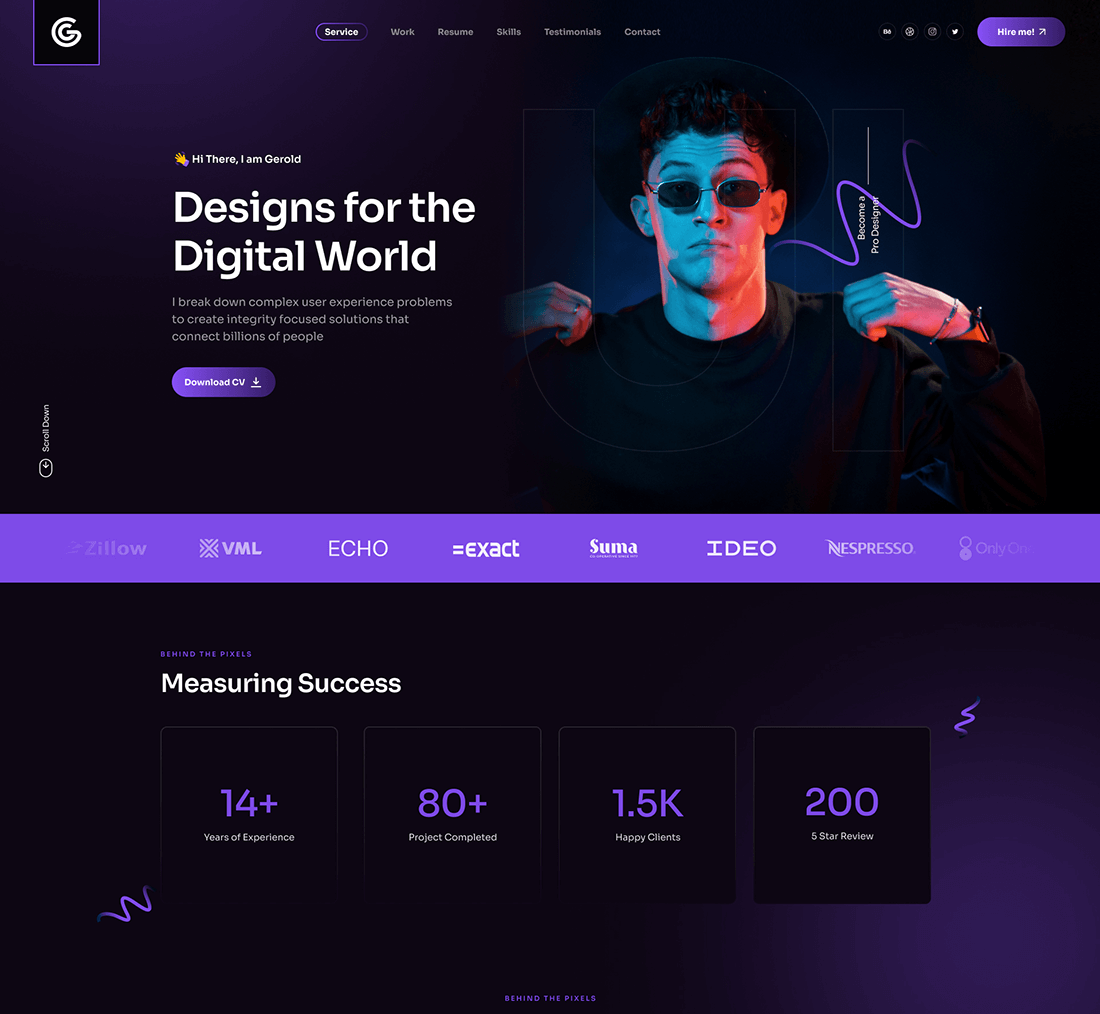 G
Service
Work
Resume
Skills
Testimonials
Contact
Bē
Hire me!
Hi There, I am Gerold
Designs for the
Digital World
I break down complex user experience problems
to create integrity focused solutions that
connect billions of people
Download CV
Become a
Pro Designer
UI
Scroll Down
Zillow
VML
ECHO
=exact
Suma
IDEO
NESPRESSO.
Only One
BEHIND THE PIXELS
Measuring Success
14+
Years of Experience
80+
Project Completed
1.5K
Happy Clients
200
5 Star Review
BEHIND THE PIXELS